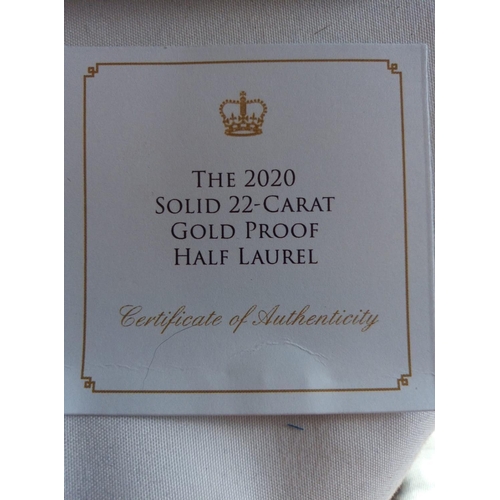 THE 2020
SOLID 22-CARAT
GOLD PROOF
HALF LAUREL
Certificate of Authenticity